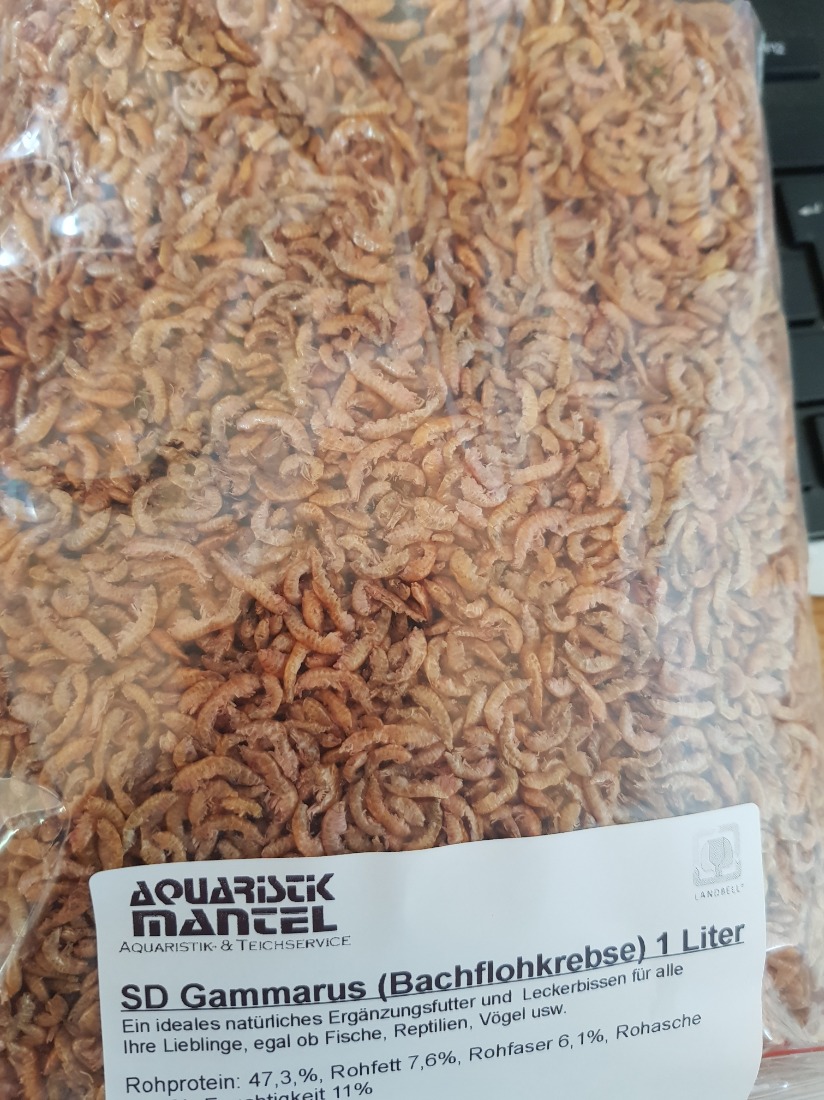 AQUARISTIK
MANTEL
AQUARISTIK- & TEICHSERVICE
LANDBELL®
SD Gammarus (Bachflohkrebse) 1 Liter
Ein ideales natürliches Ergänzungsfutter und Leckerbissen für alle
Ihre Lieblinge, egal ob Fische, Reptilien, Vögel usw.
Rohprotein: 47,3,%, Rohfett 7,6%, Rohfaser 6,1%, Rohasche
11%